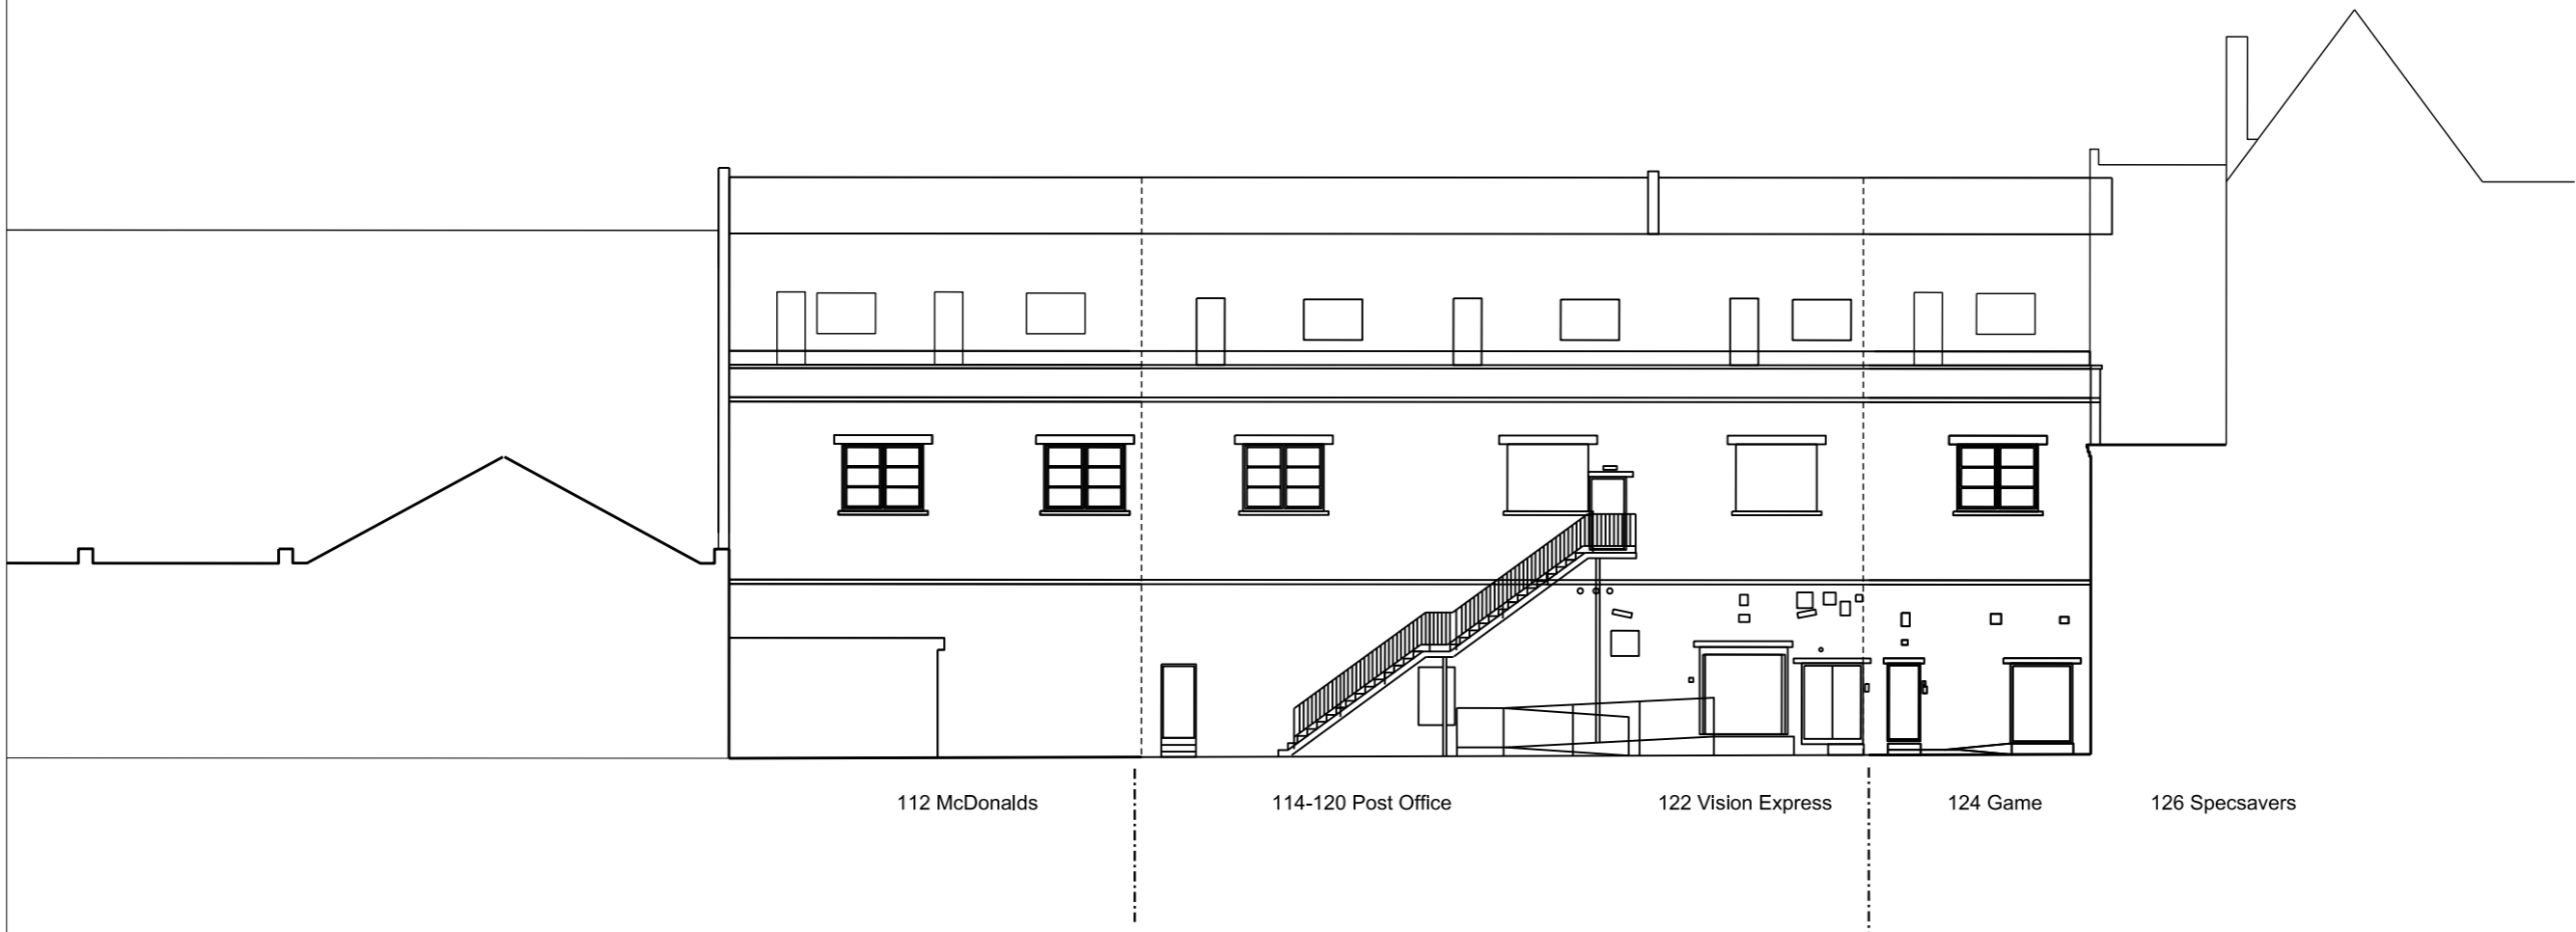 112 McDonalds
114-120 Post Office
122 Vision Express
124 Game
126 Specsavers